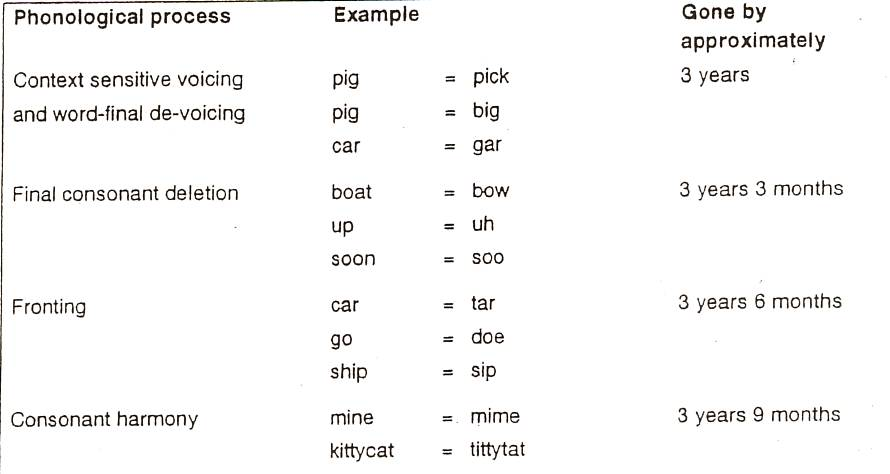 Phonological process Example Gone by
approximately
Context sensitive voicing pig = pick 3 years
and word-final de-voicing pig = big
car = gar
Final consonant deletion boat = bow 3 years 3 months
up = uh
soon = soo
Fronting car = tar 3 years 6 months
go = doe
ship = sip
Consonant harmony mine = mime 3 years 9 months
kittycat = tittytat